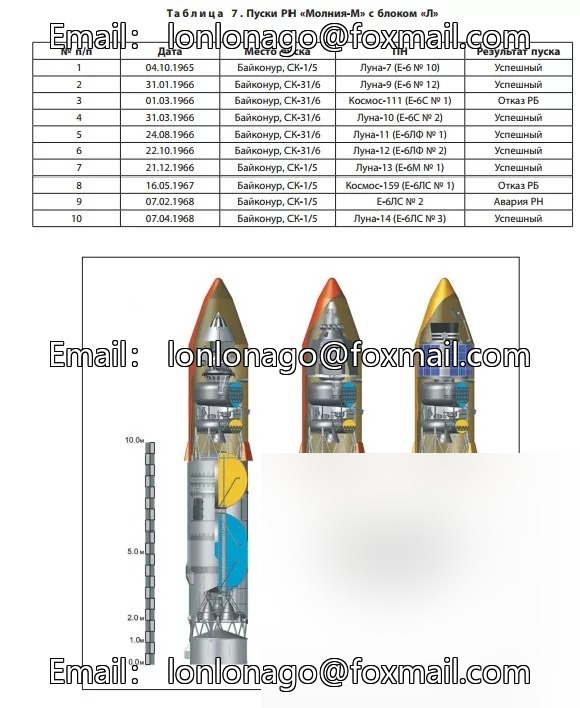 Таблица 7. Пуски РН «Молния-М» с блоком «Л»
Email: lonlonago@foxmail.com
№ п/п Дата Место пуска ПН Результат пуска
1 04.10.1965 Байконур, СК-1/5 Луна-7 (Е-6 № 10) Успешный
2 31.01.1966 Байконур, СК-31/6 Луна-9 (Е-6 № 12) Успешный
3 01.03.1966 Байконур, СК-31/6 Космос-111 (Е-6С № 1) Отказ РБ
4 31.03.1966 Байконур, СК-31/6 Луна-10 (Е-6С № 2) Успешный
5 24.08.1966 Байконур, СК-31/6 Луна-11 (Е-6ЛФ № 1) Успешный
6 22.10.1966 Байконур, СК-31/6 Луна-12 (Е-6ЛФ № 2) Успешный
7 21.12.1966 Байконур, СК-1/5 Луна-13 (Е-6М № 1) Успешный
8 16.05.1967 Байконур, СК-1/5 Космос-159 (Е-6ЛС № 1) Отказ РБ
9 07.02.1968 Байконур, СК-1/5 Е-6ЛС № 2 Авария РН
10 07.04.1968 Байконур, СК-1/5 Луна-14 (Е-6ЛС № 3) Успешный
Email: lonlonago@foxmail.com
10.0м
5.0м
2.0м
1.0м
0.0м
Email: lonlonago@foxmail.com